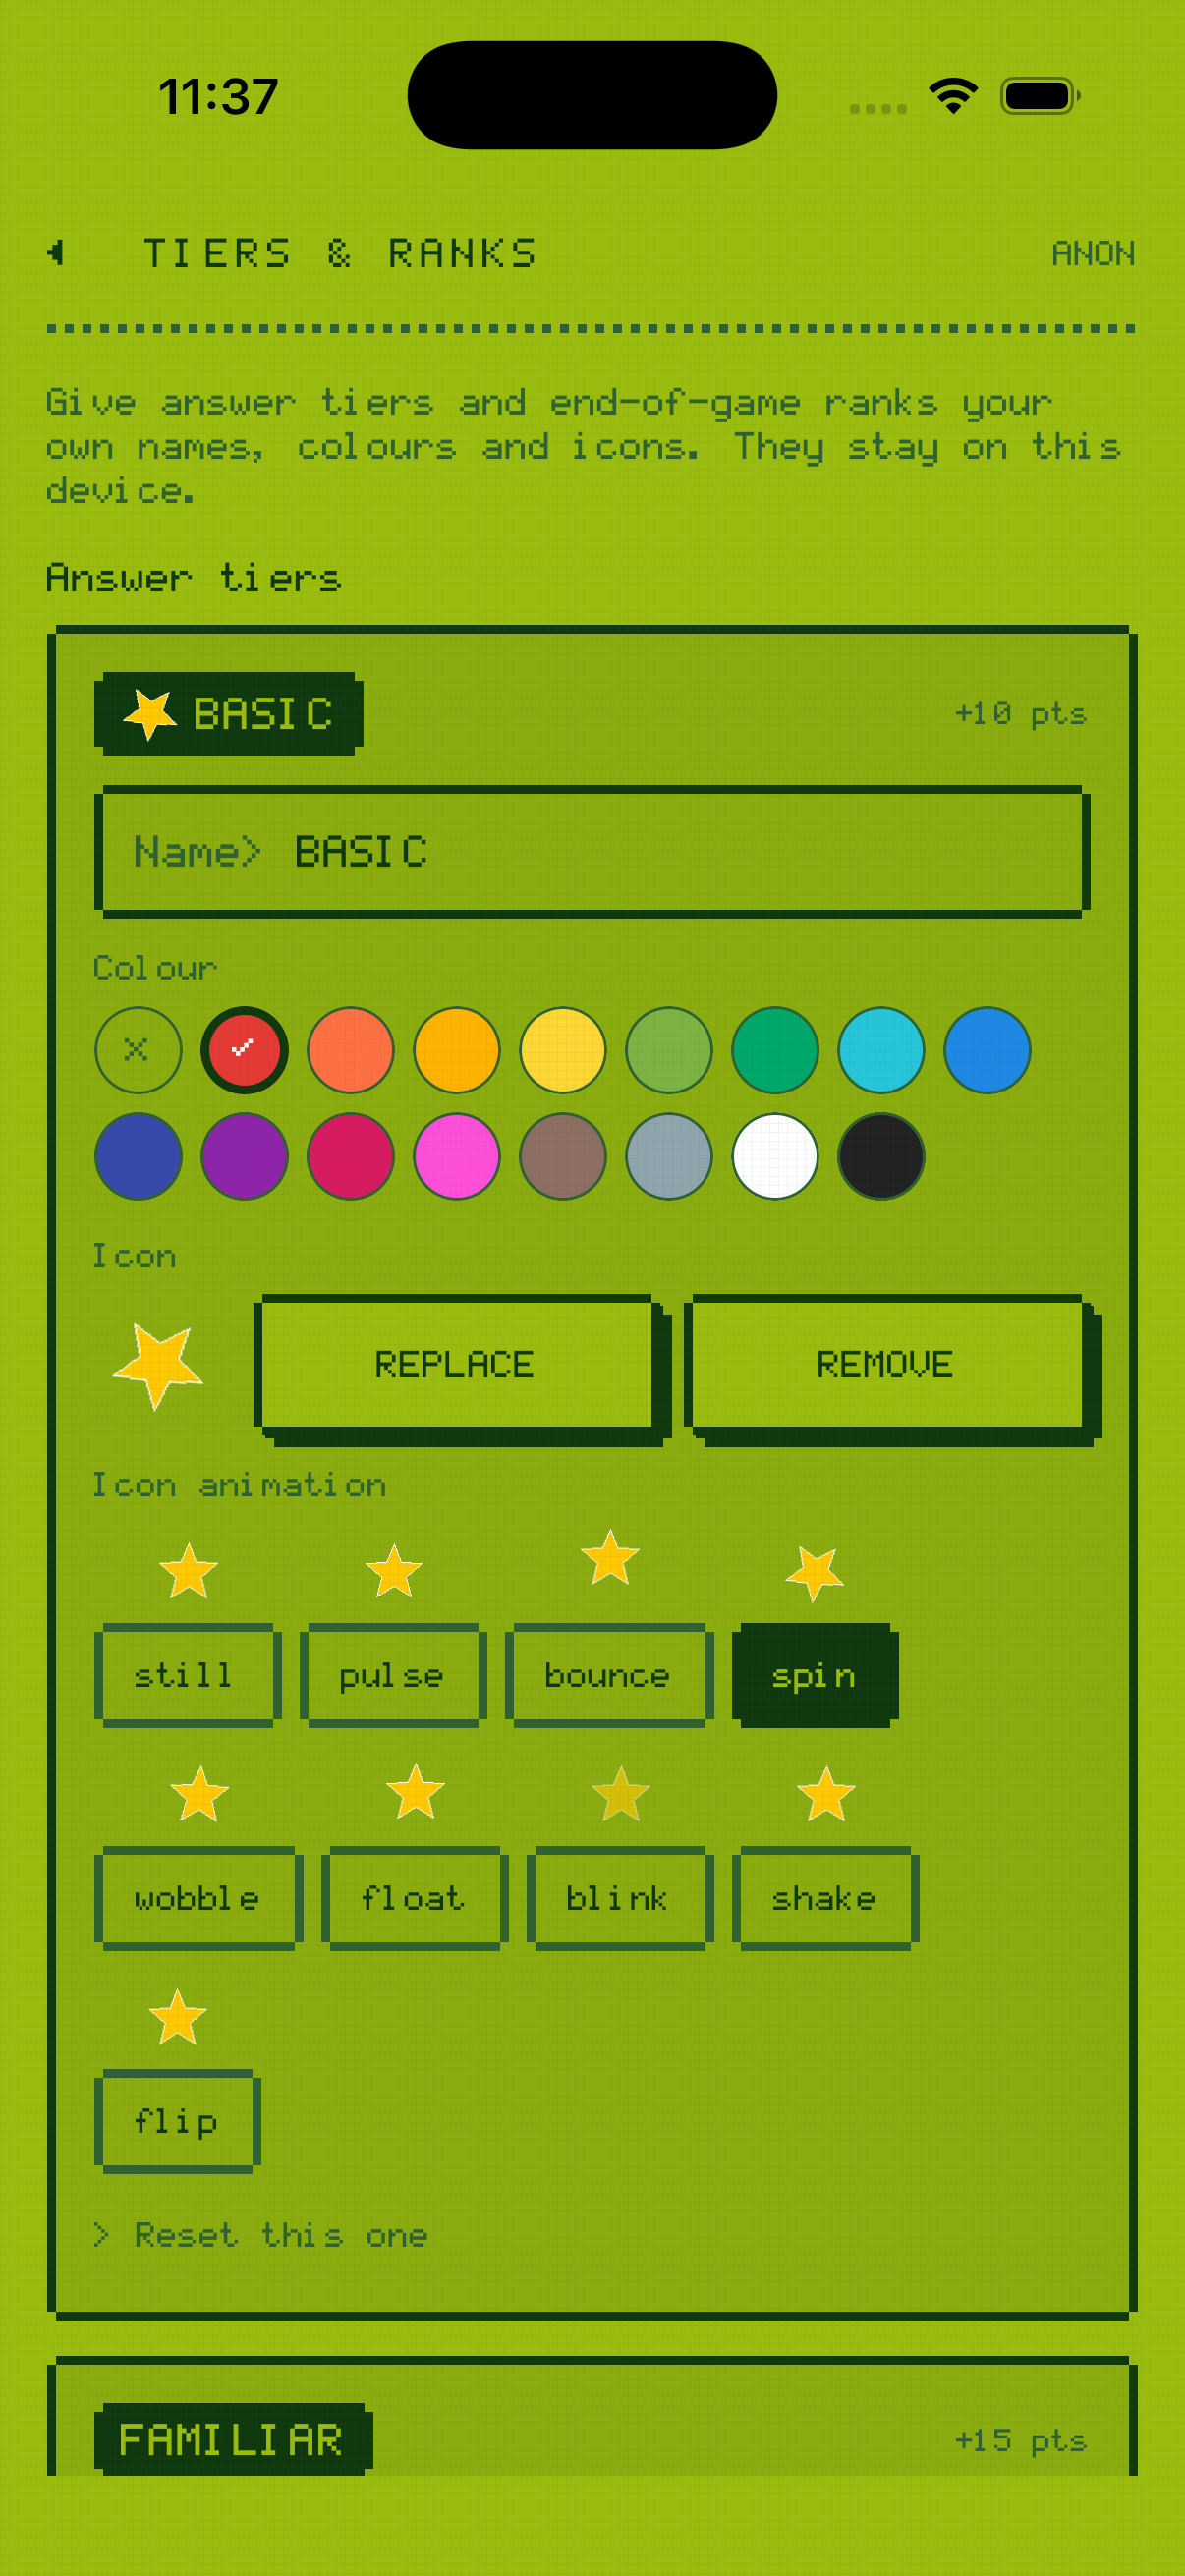 11:37
TIERS & RANKS
ANON
Give answer tiers and end-of-game ranks your
own names, colours and icons. They stay on this
device.
Answer tiers
BASIC
+10 pts
Name> BASIC
Colour
Icon
REPLACE
REMOVE
Icon animation
still
pulse
bounce
spin
wobble
float
blink
shake
flip
> Reset this one
FAMILIAR
+15 pts